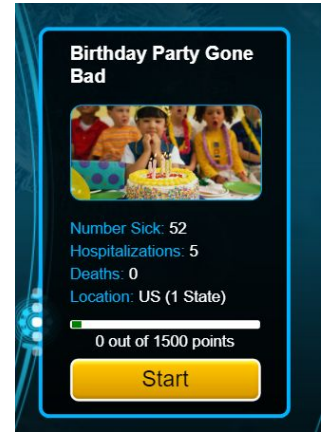 Birthday Party Gone
Bad
Number Sick: 52
Hospitalizations: 5
Deaths: 0
Location: US (1 State)
0 out of 1500 points
Start